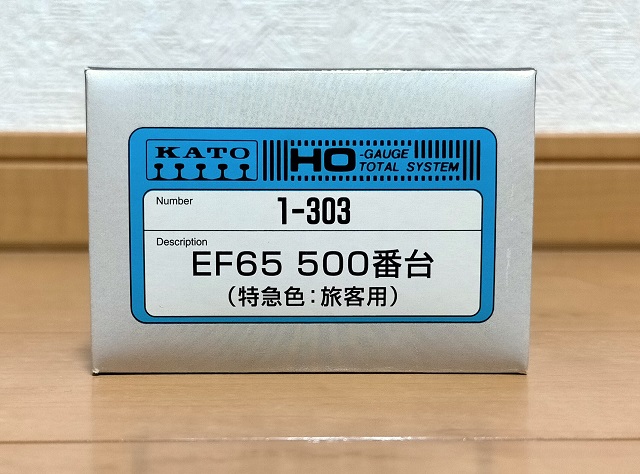 KATO
HO -GAUGE TOTAL SYSTEM
Number
1-303
Description
EF65 500番台
(特急色:旅客用)